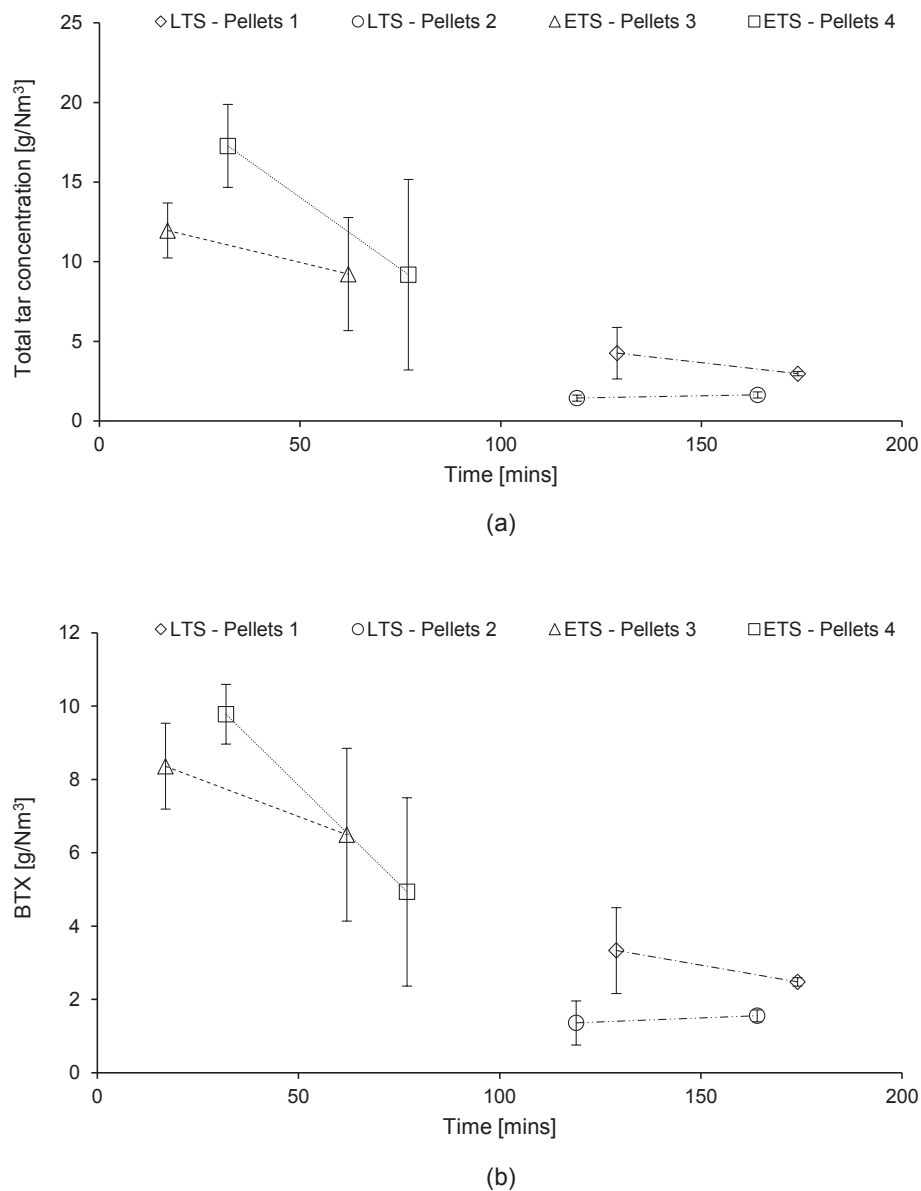 LTS - Pellets 1 LTS - Pellets 2 ETS - Pellets 3 ETS - Pellets 4
25
20
15
10
5
0
Total tar concentration [g/Nm³]
0 50 100 150 200
Time [mins]
(a)
LTS - Pellets 1 LTS - Pellets 2 ETS - Pellets 3 ETS - Pellets 4
12
10
8
6
4
2
0
BTX [g/Nm³]
0 50 100 150 200
Time [mins]
(b)